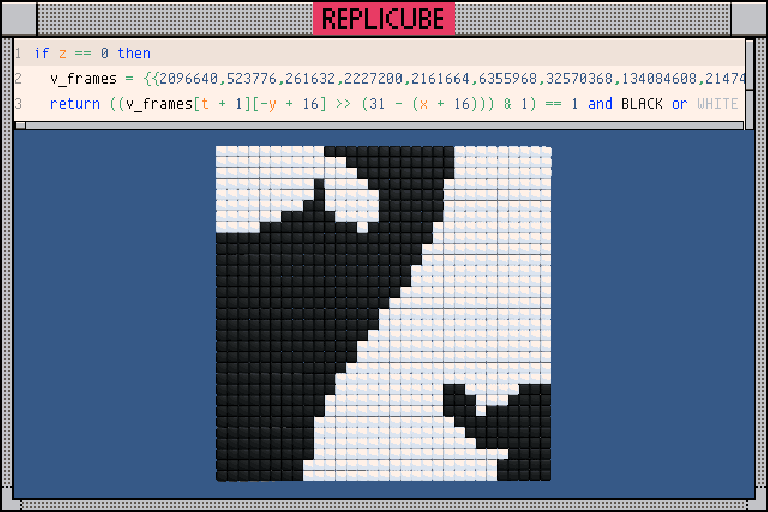 REPLICUBE
1 if z == 0 then
2 v_frames = {{2096640,523776,261632,2227200,2161664,6355968,32570368,134084608,21474
3 return ((v_frames[t + 1][-y + 16] >> (31 - (x + 16))) & 1) == 1 and BLACK or WHITE